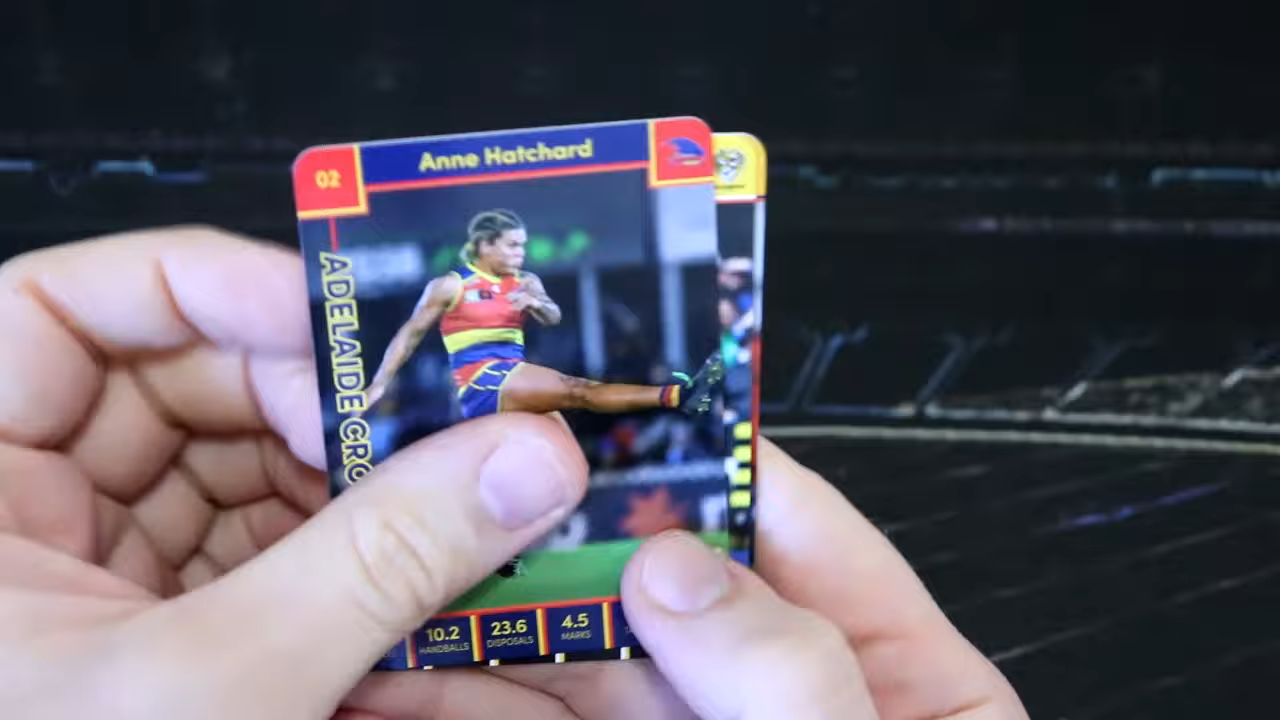 02
Anne Hatchard
ADELAIDE CRO
10.2
HANDBALLS
23.6
DISPOSALS
4.5
MARKS